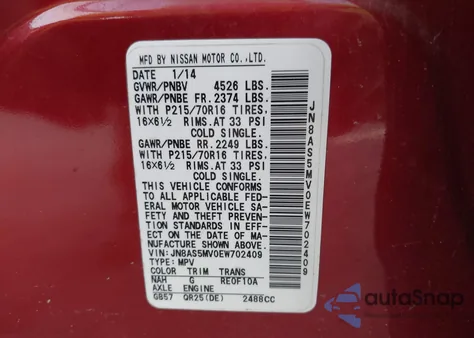 MFD BY NISSAN MOTOR CO.,LTD.
DATE 1/14
GVWR/PNBV 4526 LBS.
GAWR/PNBE FR. 2374 LBS.
WITH P215/70R16 TIRES.
16X6½ RIMS.AT 33 PSI
COLD SINGLE.
GAWR/PNBE RR. 2249 LBS.
WITH P215/70R16 TIRES.
16X6½ RIMS.AT 33 PSI
COLD SINGLE.
THIS VEHICLE CONFORMS
TO ALL APPLICABLE FED-
ERAL MOTOR VEHICLE SA-
FETY AND THEFT PREVEN-
TION STANDARDS IN EFF-
ECT ON THE DATE OF MA-
NUFACTURE SHOWN ABOVE.
VIN:JN8AS5MV0EW702409
TYPE: MPV
COLOR TRIM TRANS
NAH G RE0F10A
AXLE ENGINE
GB57 QR25(DE) 2488CC
JN8AS5MV0EW702409
autoSnap